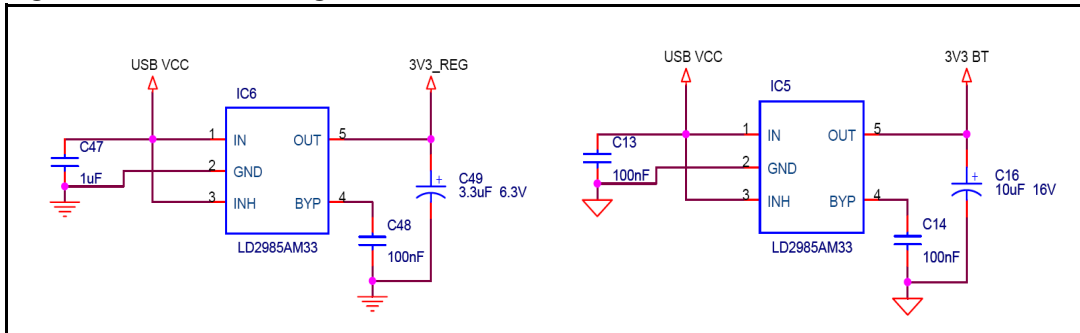 USB VCC
3V3_REG
IC6
1
IN
OUT
5
C47
1uF
2
GND
C49
3.3uF 6.3V
3
INH
BYP
4
C48
100nF
LD2985AM33
USB VCC
3V3 BT
IC5
1
IN
OUT
5
C13
100nF
2
GND
C16
10uF 16V
3
INH
BYP
4
C14
100nF
LD2985AM33